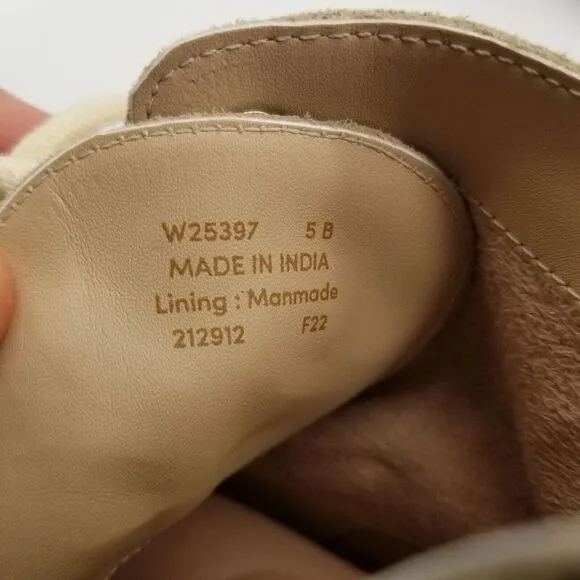 W25397 5 B
MADE IN INDIA
Lining : Manmade
212912 F22